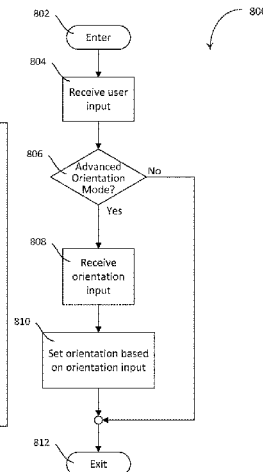 802
Enter
804
Receive user
input
806
Advanced
Orientation
Mode?
No
Yes
808
Receive
orientation
input
810
Set orientation based
on orientation input
812
Exit